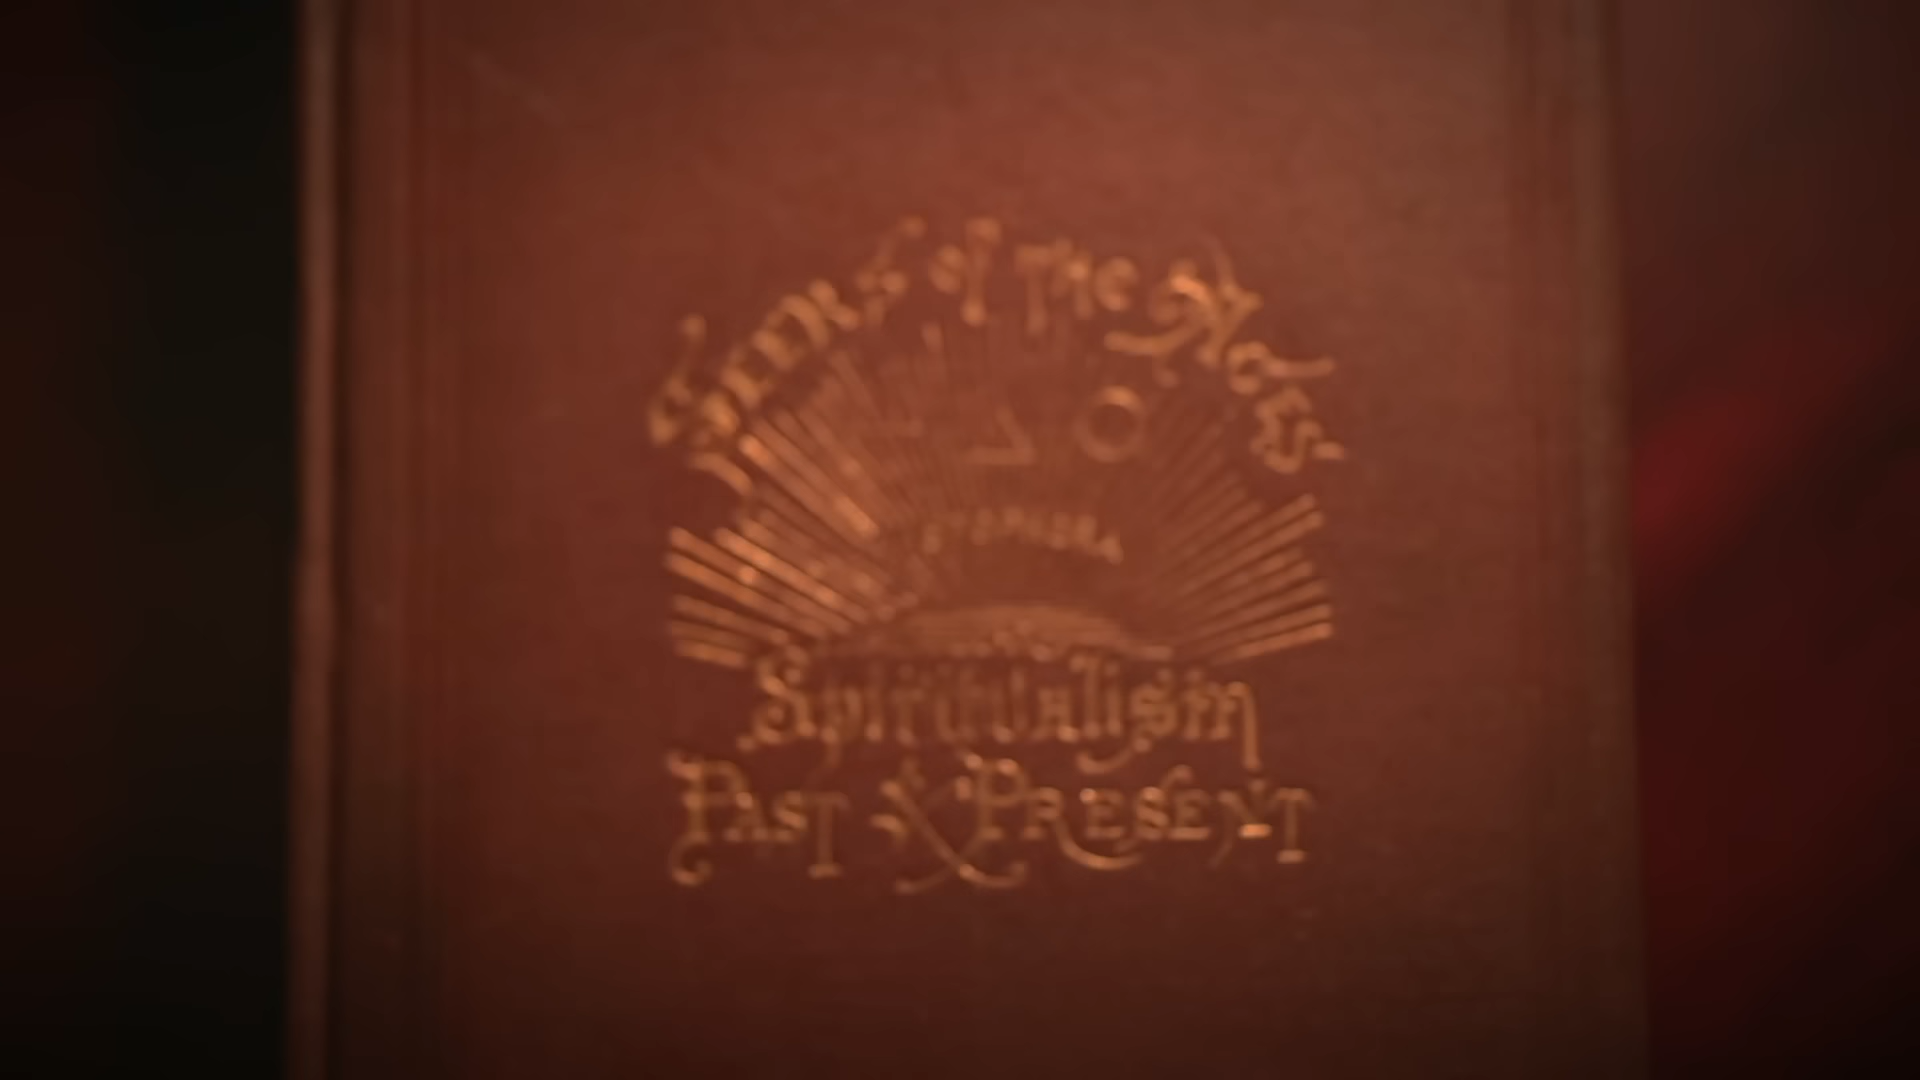 Seers of the Ages
Spiritualism
Past & Present